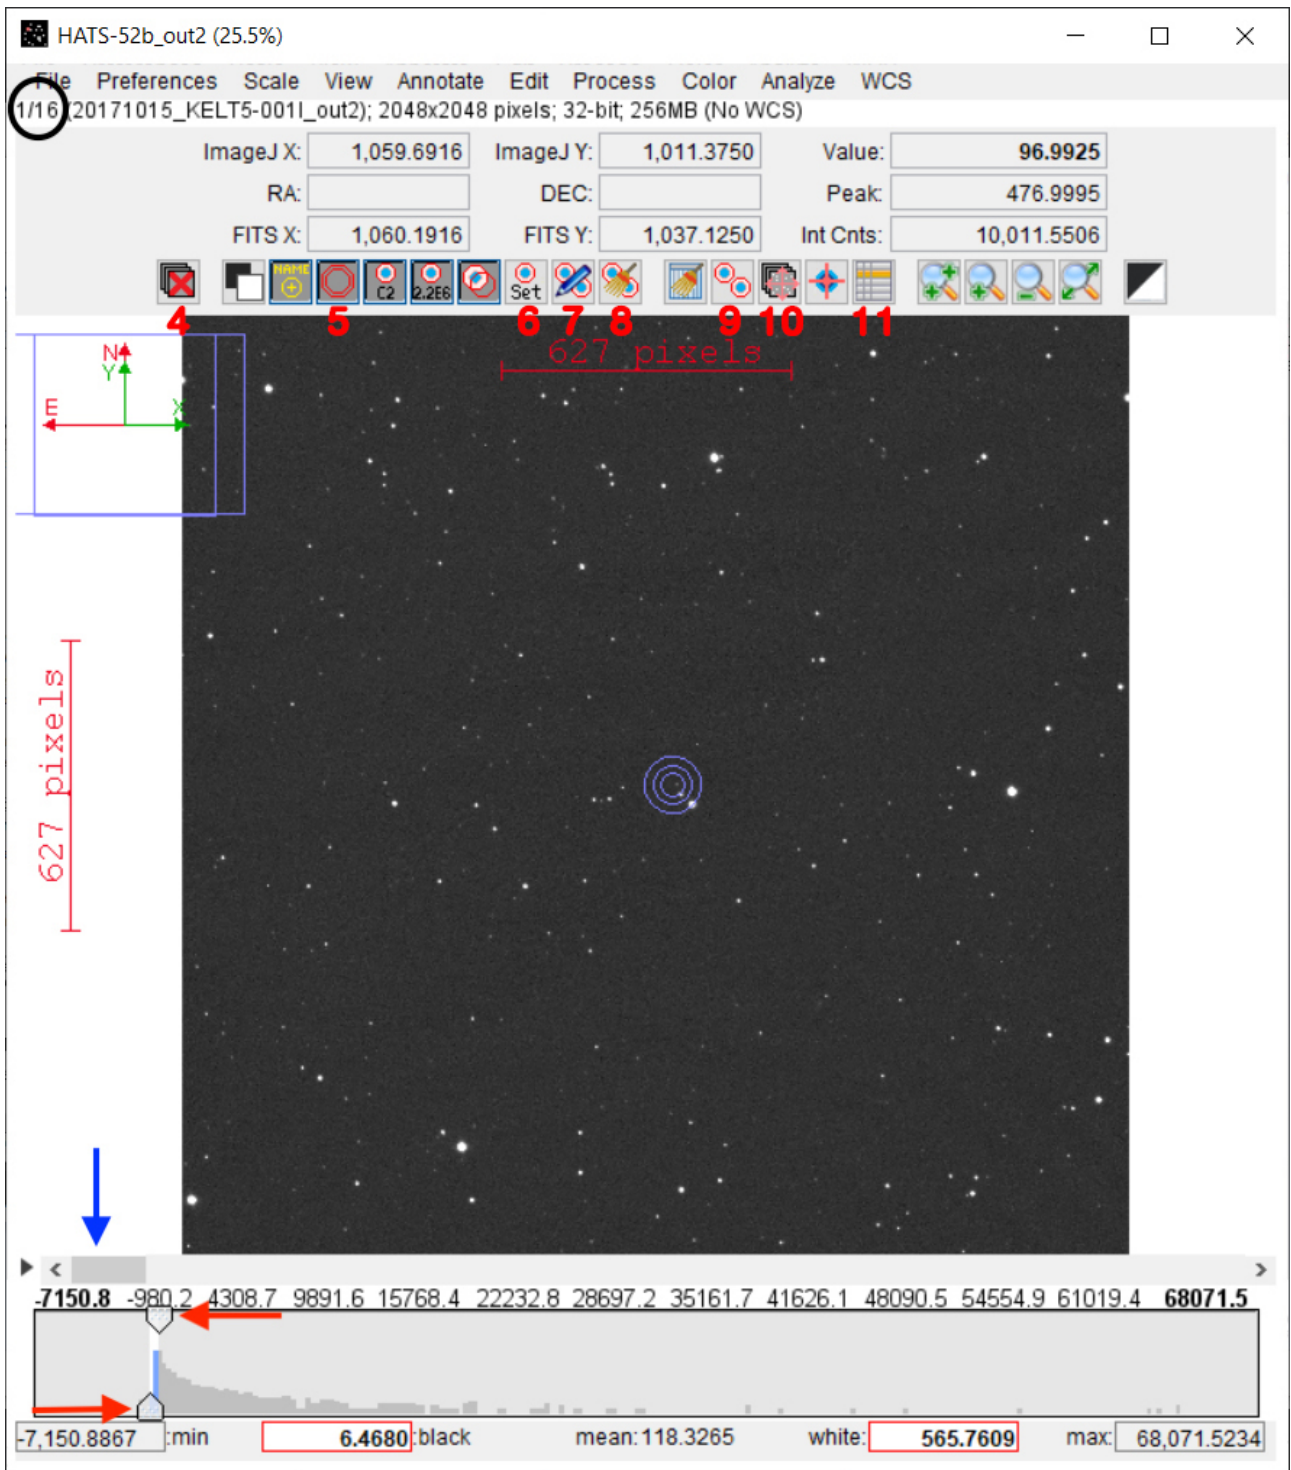 HATS-52b_out2 (25.5%)
File Preferences Scale View Annotate Edit Process Color Analyze WCS
1/16 (20171015_KELT5-001I_out2); 2048x2048 pixels; 32-bit; 256MB (No WCS)
ImageJ X: 1,059.6916 ImageJ Y: 1,011.3750 Value: 96.9925
RA: DEC: Peak: 476.9995
FITS X: 1,060.1916 FITS Y: 1,037.1250 Int Cnts: 10,011.5506
NAME C2 2.2E6 Set
4 5 6 7 8 9 10 11
627 pixels
N
Y
E X
627 pixels
-7150.8 -980.2 4308.7 9891.6 15768.4 22232.8 28697.2 35161.7 41626.1 48090.5 54554.9 61019.4 68071.5
-7,150.8867 :min 6.4680 :black mean: 118.3265 white: 565.7609 max: 68,071.5234